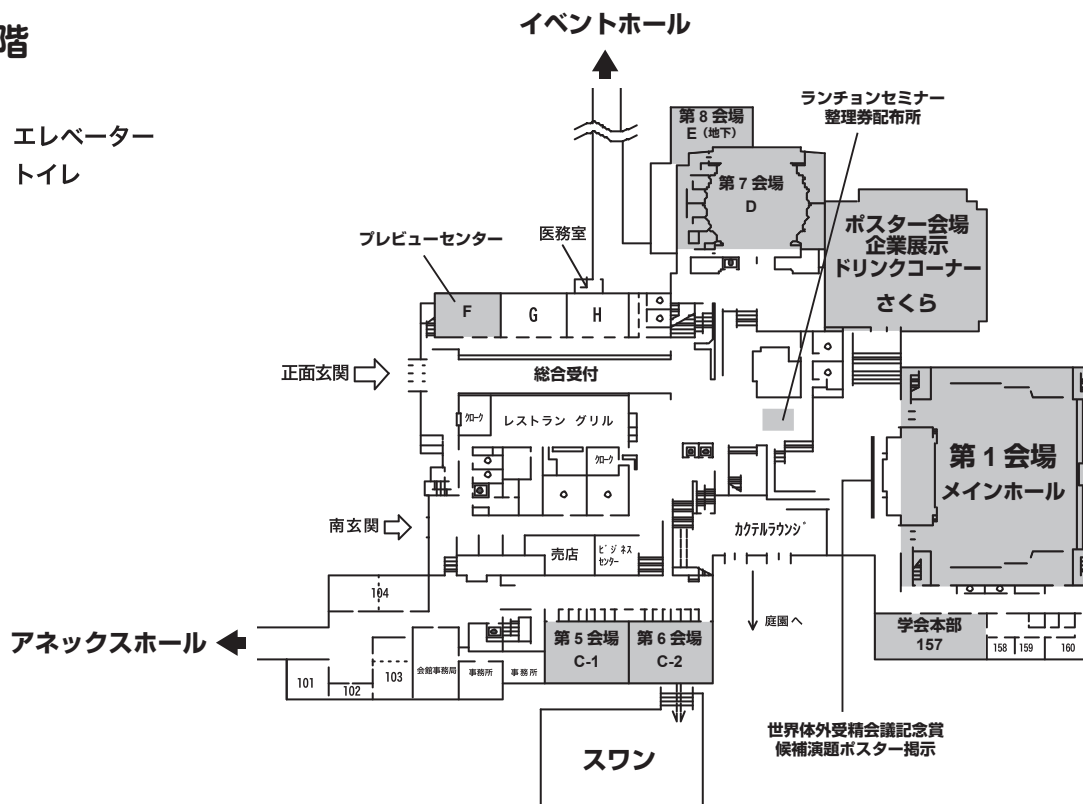 階
エレベーター
トイレ
イベントホール
ランチョンセミナー
整理券配布所
第8会場
E(地下)
第7会場
D
ポスター会場
企業展示
ドリンクコーナー
さくら
プレビューセンター
医務室
F
G
H
正面玄関
総合受付
クローク
レストラン グリル
クローク
第1会場
メインホール
南玄関
カクテルラウンジ
売店
ビジネス
センター
104
庭園へ
アネックスホール
第5会場
C-1
第6会場
C-2
学会本部
157
158
159
160
101
102
103
会館事務局
事務所
事務所
世界体外受精会議記念賞
候補演題ポスター掲示
スワン